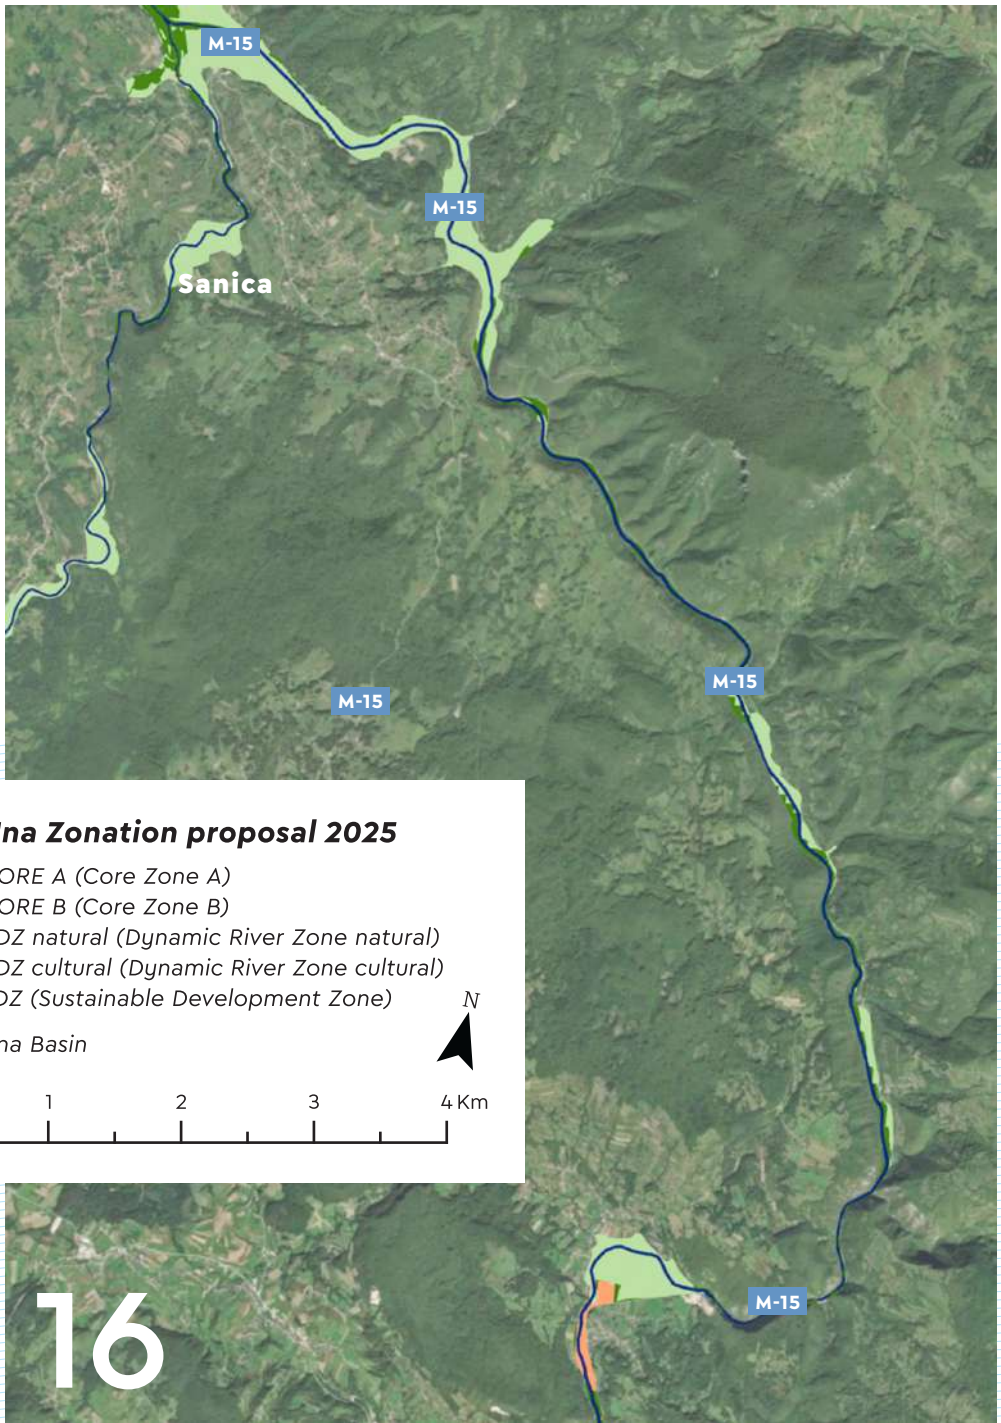 M-15
M-15
Sanica
M-15
M-15
na Zonation proposal 2025
ORE A (Core Zone A)
ORE B (Core Zone B)
DZ natural (Dynamic River Zone natural)
DZ cultural (Dynamic River Zone cultural)
DZ (Sustainable Development Zone)
N
na Basin
1 2 3 4 Km
M-15
16